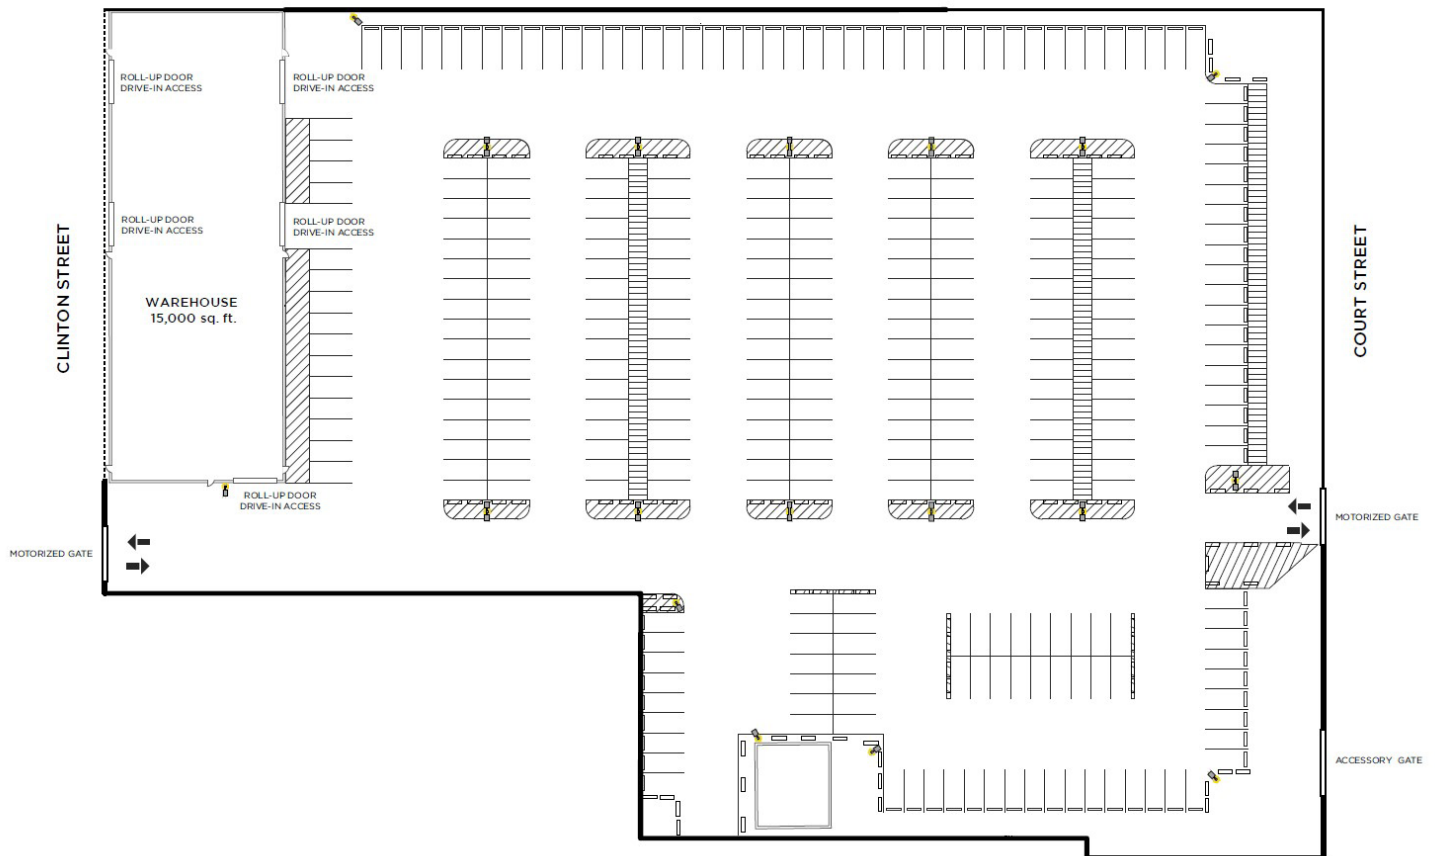 ROLL-UP DOOR
DRIVE-IN ACCESS
ROLL-UP DOOR
DRIVE-IN ACCESS
ROLL-UP DOOR
DRIVE-IN ACCESS
ROLL-UP DOOR
DRIVE-IN ACCESS
CLINTON STREET
WAREHOUSE
15,000 sq. ft.
COURT STREET
ROLL-UP DOOR
DRIVE-IN ACCESS
MOTORIZED GATE
MOTORIZED GATE
ACCESSORY GATE